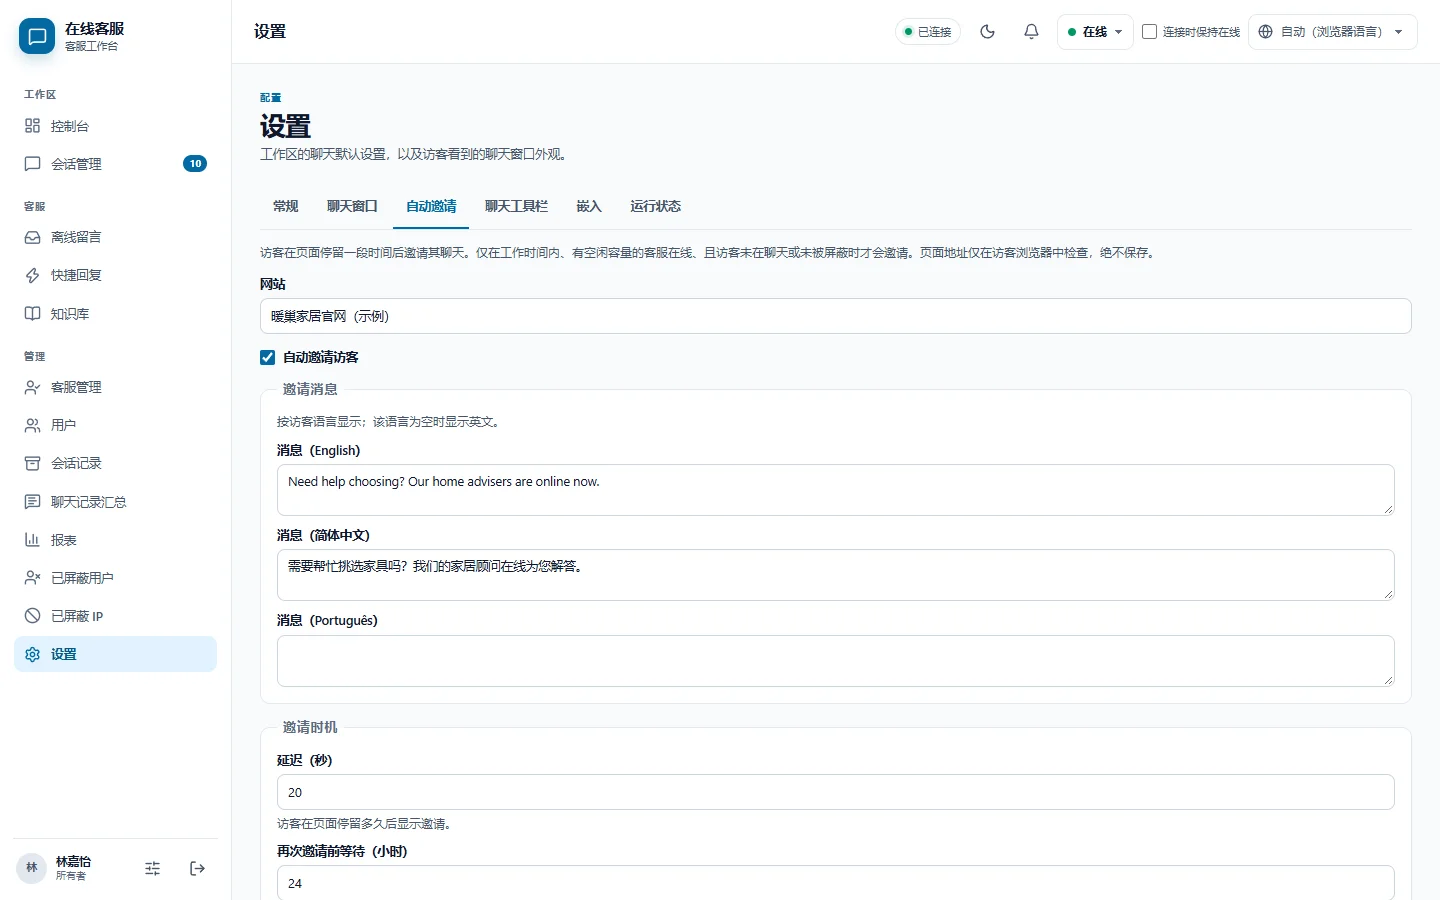 在线客服
客服工作台
工作区
控制台
会话管理
10
客服
离线留言
快捷回复
知识库
管理
客服管理
用户
会话记录
聊天记录汇总
报表
已屏蔽用户
已屏蔽 IP
设置
林
林嘉怡
所有者
设置
已连接
在线
连接时保持在线
自动（浏览器语言）
配置
设置
工作区的聊天默认设置，以及访客看到的聊天窗口外观。
常规
聊天窗口
自动邀请
聊天工具栏
嵌入
运行状态
访客在页面停留一段时间后邀请其聊天。仅在工作时间内、有空闲容量的客服在线、且访客未在聊天或未被屏蔽时才会邀请。页面地址仅在访客浏览器中检查，绝不保存。
网站
暖巢家居官网（示例）
自动邀请访客
邀请消息
按访客语言显示；该语言为空时显示英文。
消息（English）
Need help choosing? Our home advisers are online now.
消息（简体中文）
需要帮忙挑选家具吗？我们的家居顾问在线为您解答。
消息（Português）
邀请时机
延迟（秒）
20
访客在页面停留多久后显示邀请。
再次邀请前等待（小时）
24